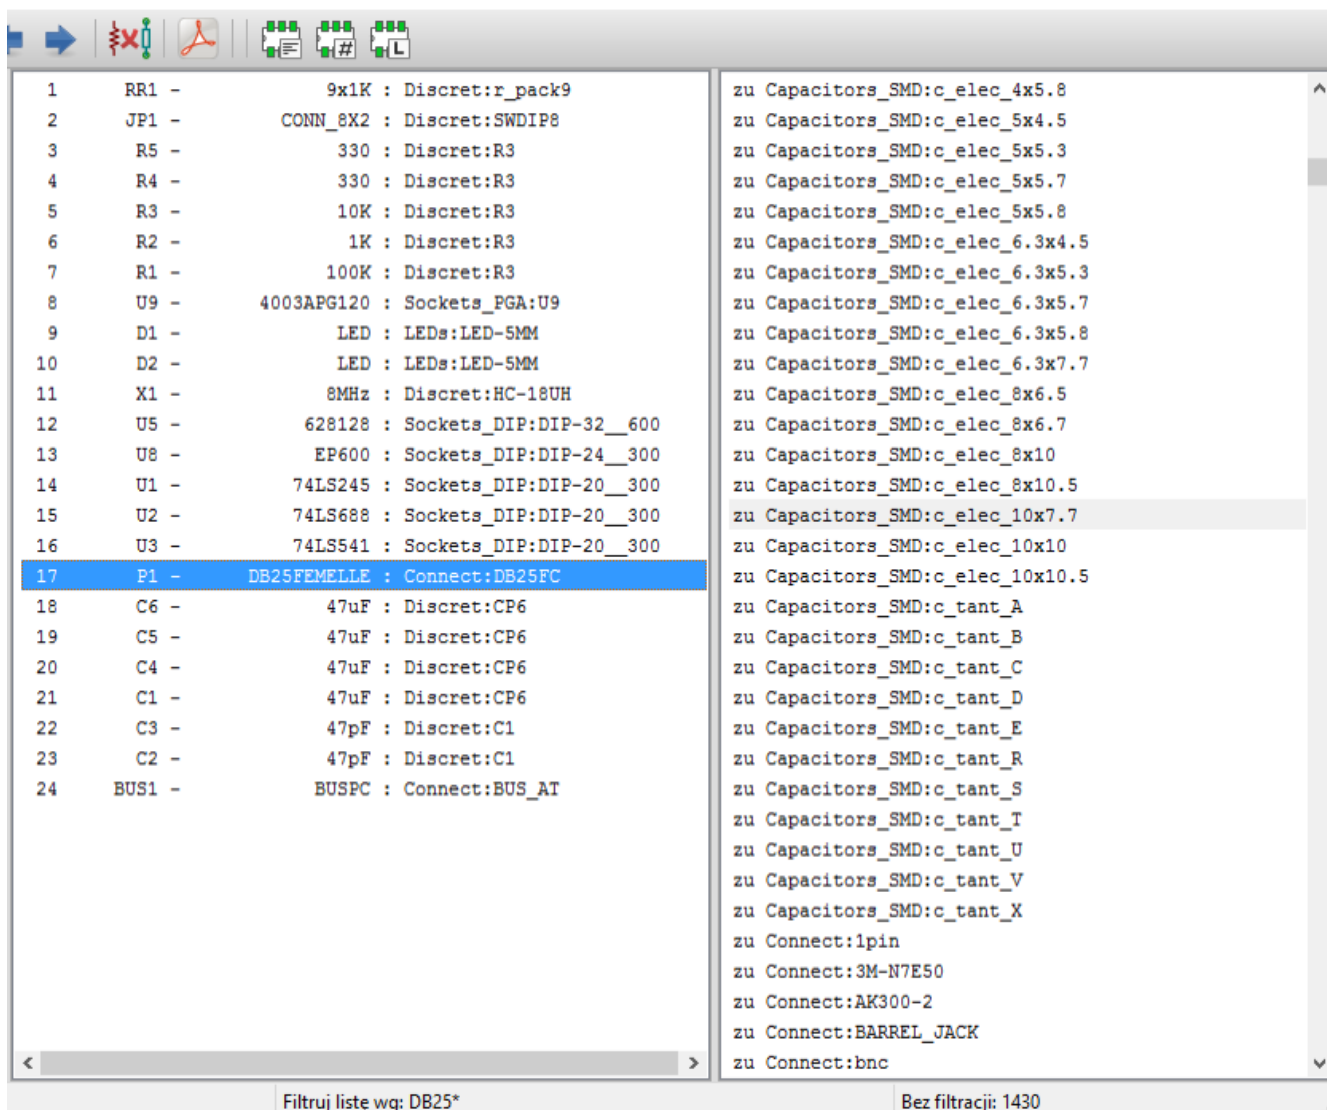 1 RR1 - 9x1K : Discret:r_pack9
2 JP1 - CONN_8X2 : Discret:SWDIP8
3 R5 - 330 : Discret:R3
4 R4 - 330 : Discret:R3
5 R3 - 10K : Discret:R3
6 R2 - 1K : Discret:R3
7 R1 - 100K : Discret:R3
8 U9 - 4003APG120 : Sockets_PGA:U9
9 D1 - LED : LEDs:LED-5MM
10 D2 - LED : LEDs:LED-5MM
11 X1 - 8MHz : Discret:HC-18UH
12 U5 - 628128 : Sockets_DIP:DIP-32__600
13 U8 - EP600 : Sockets_DIP:DIP-24__300
14 U1 - 74LS245 : Sockets_DIP:DIP-20__300
15 U2 - 74LS688 : Sockets_DIP:DIP-20__300
16 U3 - 74LS541 : Sockets_DIP:DIP-20__300
17 P1 - DB25FEMELLE : Connect:DB25FC
18 C6 - 47uF : Discret:CP6
19 C5 - 47uF : Discret:CP6
20 C4 - 47uF : Discret:CP6
21 C1 - 47uF : Discret:CP6
22 C3 - 47pF : Discret:C1
23 C2 - 47pF : Discret:C1
24 BUS1 - BUSPC : Connect:BUS_AT
zu Capacitors_SMD:c_elec_4x5.8
zu Capacitors_SMD:c_elec_5x4.5
zu Capacitors_SMD:c_elec_5x5.3
zu Capacitors_SMD:c_elec_5x5.7
zu Capacitors_SMD:c_elec_5x5.8
zu Capacitors_SMD:c_elec_6.3x4.5
zu Capacitors_SMD:c_elec_6.3x5.3
zu Capacitors_SMD:c_elec_6.3x5.7
zu Capacitors_SMD:c_elec_6.3x5.8
zu Capacitors_SMD:c_elec_6.3x7.7
zu Capacitors_SMD:c_elec_8x6.5
zu Capacitors_SMD:c_elec_8x6.7
zu Capacitors_SMD:c_elec_8x10
zu Capacitors_SMD:c_elec_8x10.5
zu Capacitors_SMD:c_elec_10x7.7
zu Capacitors_SMD:c_elec_10x10
zu Capacitors_SMD:c_elec_10x10.5
zu Capacitors_SMD:c_tant_A
zu Capacitors_SMD:c_tant_B
zu Capacitors_SMD:c_tant_C
zu Capacitors_SMD:c_tant_D
zu Capacitors_SMD:c_tant_E
zu Capacitors_SMD:c_tant_R
zu Capacitors_SMD:c_tant_S
zu Capacitors_SMD:c_tant_T
zu Capacitors_SMD:c_tant_U
zu Capacitors_SMD:c_tant_V
zu Capacitors_SMD:c_tant_X
zu Connect:1pin
zu Connect:3M-N7E50
zu Connect:AK300-2
zu Connect:BARREL_JACK
zu Connect:bnc
Filtruj liste wg: DB25*
Bez filtracji: 1430